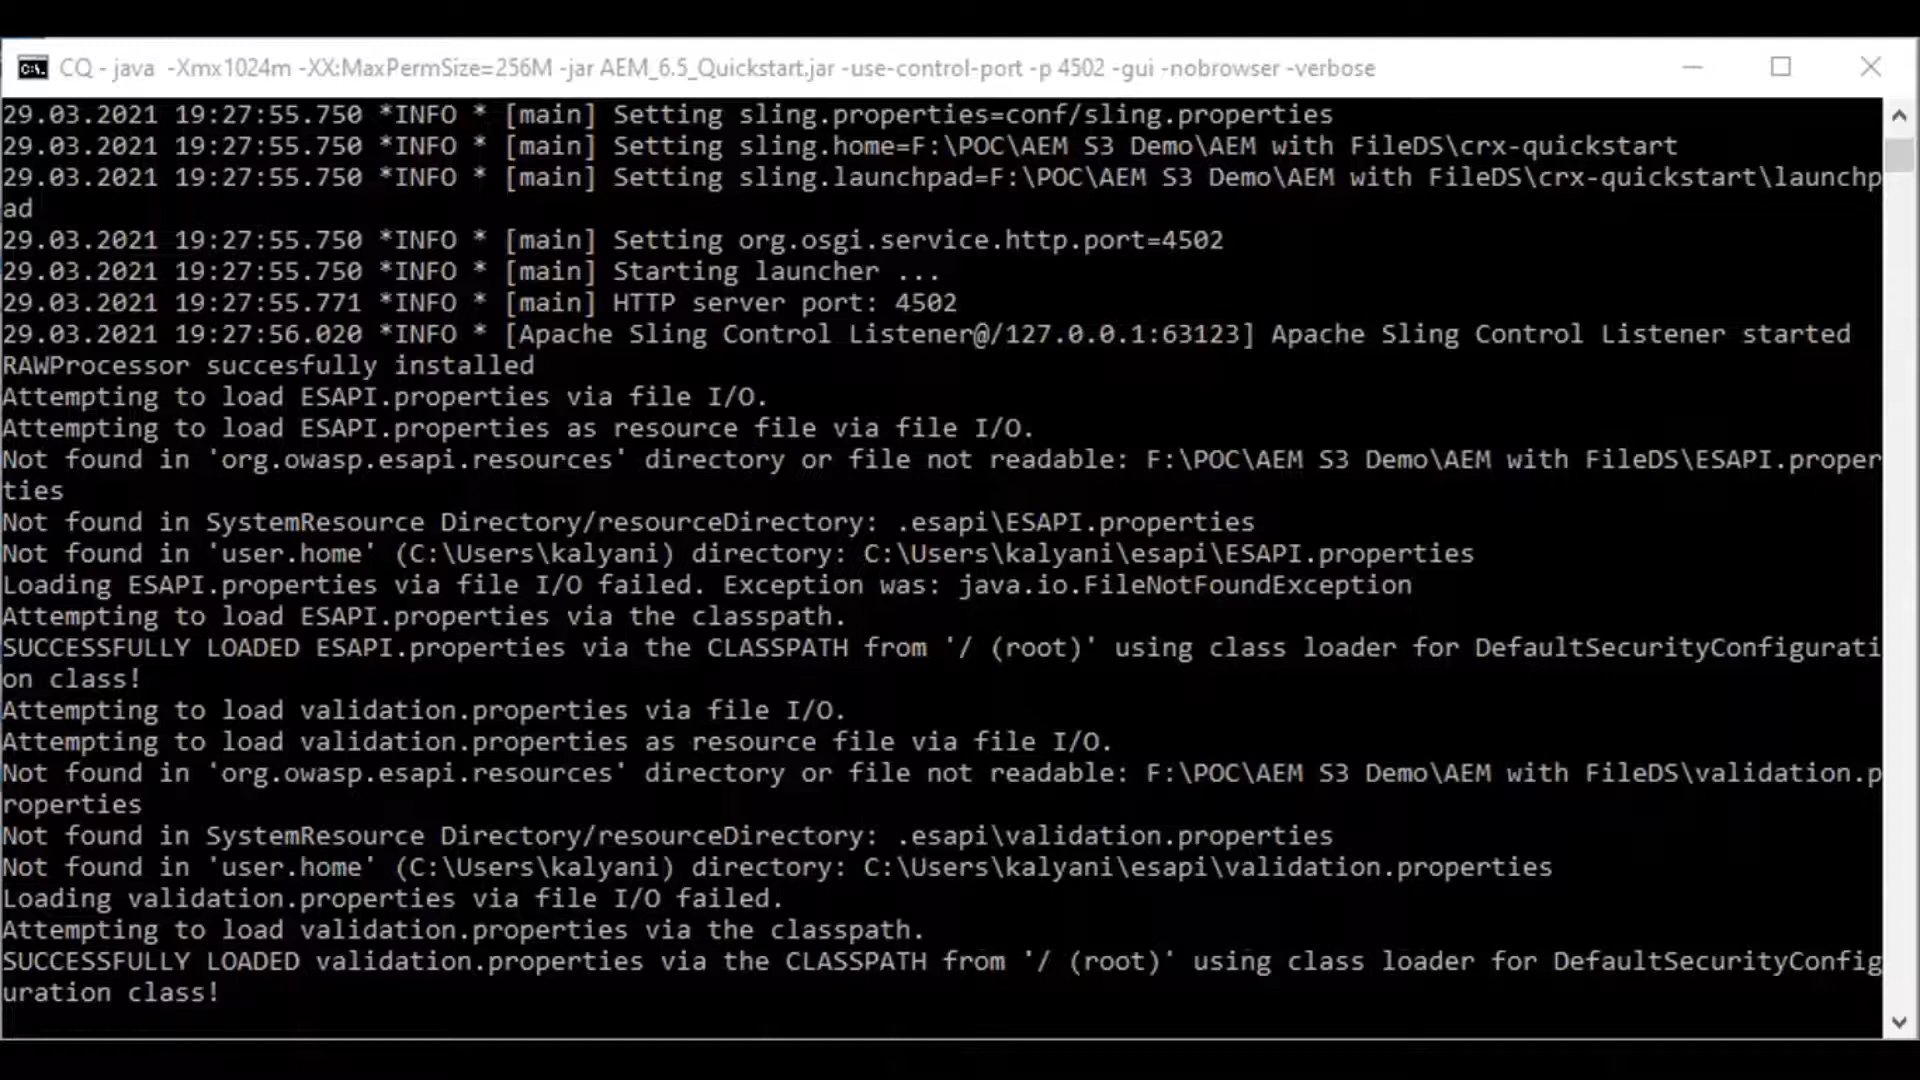 CQ - java -Xmx1024m -XX:MaxPermSize=256M -jar AEM_6.5_Quickstart.jar -use-control-port -p 4502 -gui -nobrowser -verbose
29.03.2021 19:27:55.750 *INFO * [main] Setting sling.properties=conf/sling.properties
29.03.2021 19:27:55.750 *INFO * [main] Setting sling.home=F:\POC\AEM S3 Demo\AEM with FileDS\crx-quickstart
29.03.2021 19:27:55.750 *INFO * [main] Setting sling.launchpad=F:\POC\AEM S3 Demo\AEM with FileDS\crx-quickstart\launchp
ad
29.03.2021 19:27:55.750 *INFO * [main] Setting org.osgi.service.http.port=4502
29.03.2021 19:27:55.750 *INFO * [main] Starting launcher ...
29.03.2021 19:27:55.771 *INFO * [main] HTTP server port: 4502
29.03.2021 19:27:56.020 *INFO * [Apache Sling Control Listener@/127.0.0.1:63123] Apache Sling Control Listener started
RAWProcessor succesfully installed
Attempting to load ESAPI.properties via file I/O.
Attempting to load ESAPI.properties as resource file via file I/O.
Not found in 'org.owasp.esapi.resources' directory or file not readable: F:\POC\AEM S3 Demo\AEM with FileDS\ESAPI.proper
ties
Not found in SystemResource Directory/resourceDirectory: .esapi\ESAPI.properties
Not found in 'user.home' (C:\Users\kalyani) directory: C:\Users\kalyani\esapi\ESAPI.properties
Loading ESAPI.properties via file I/O failed. Exception was: java.io.FileNotFoundException
Attempting to load ESAPI.properties via the classpath.
SUCCESSFULLY LOADED ESAPI.properties via the CLASSPATH from '/ (root)' using class loader for DefaultSecurityConfigurati
on class!
Attempting to load validation.properties via file I/O.
Attempting to load validation.properties as resource file via file I/O.
Not found in 'org.owasp.esapi.resources' directory or file not readable: F:\POC\AEM S3 Demo\AEM with FileDS\validation.p
roperties
Not found in SystemResource Directory/resourceDirectory: .esapi\validation.properties
Not found in 'user.home' (C:\Users\kalyani) directory: C:\Users\kalyani\esapi\validation.properties
Loading validation.properties via file I/O failed.
Attempting to load validation.properties via the classpath.
SUCCESSFULLY LOADED validation.properties via the CLASSPATH from '/ (root)' using class loader for DefaultSecurityConfig
uration class!